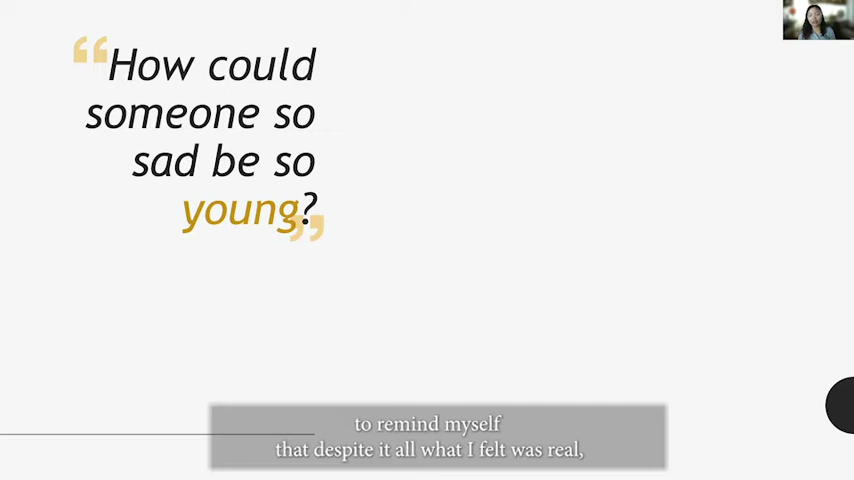 “How could
someone so
sad be so
young?”
to remind myself
that despite it all what I felt was real,